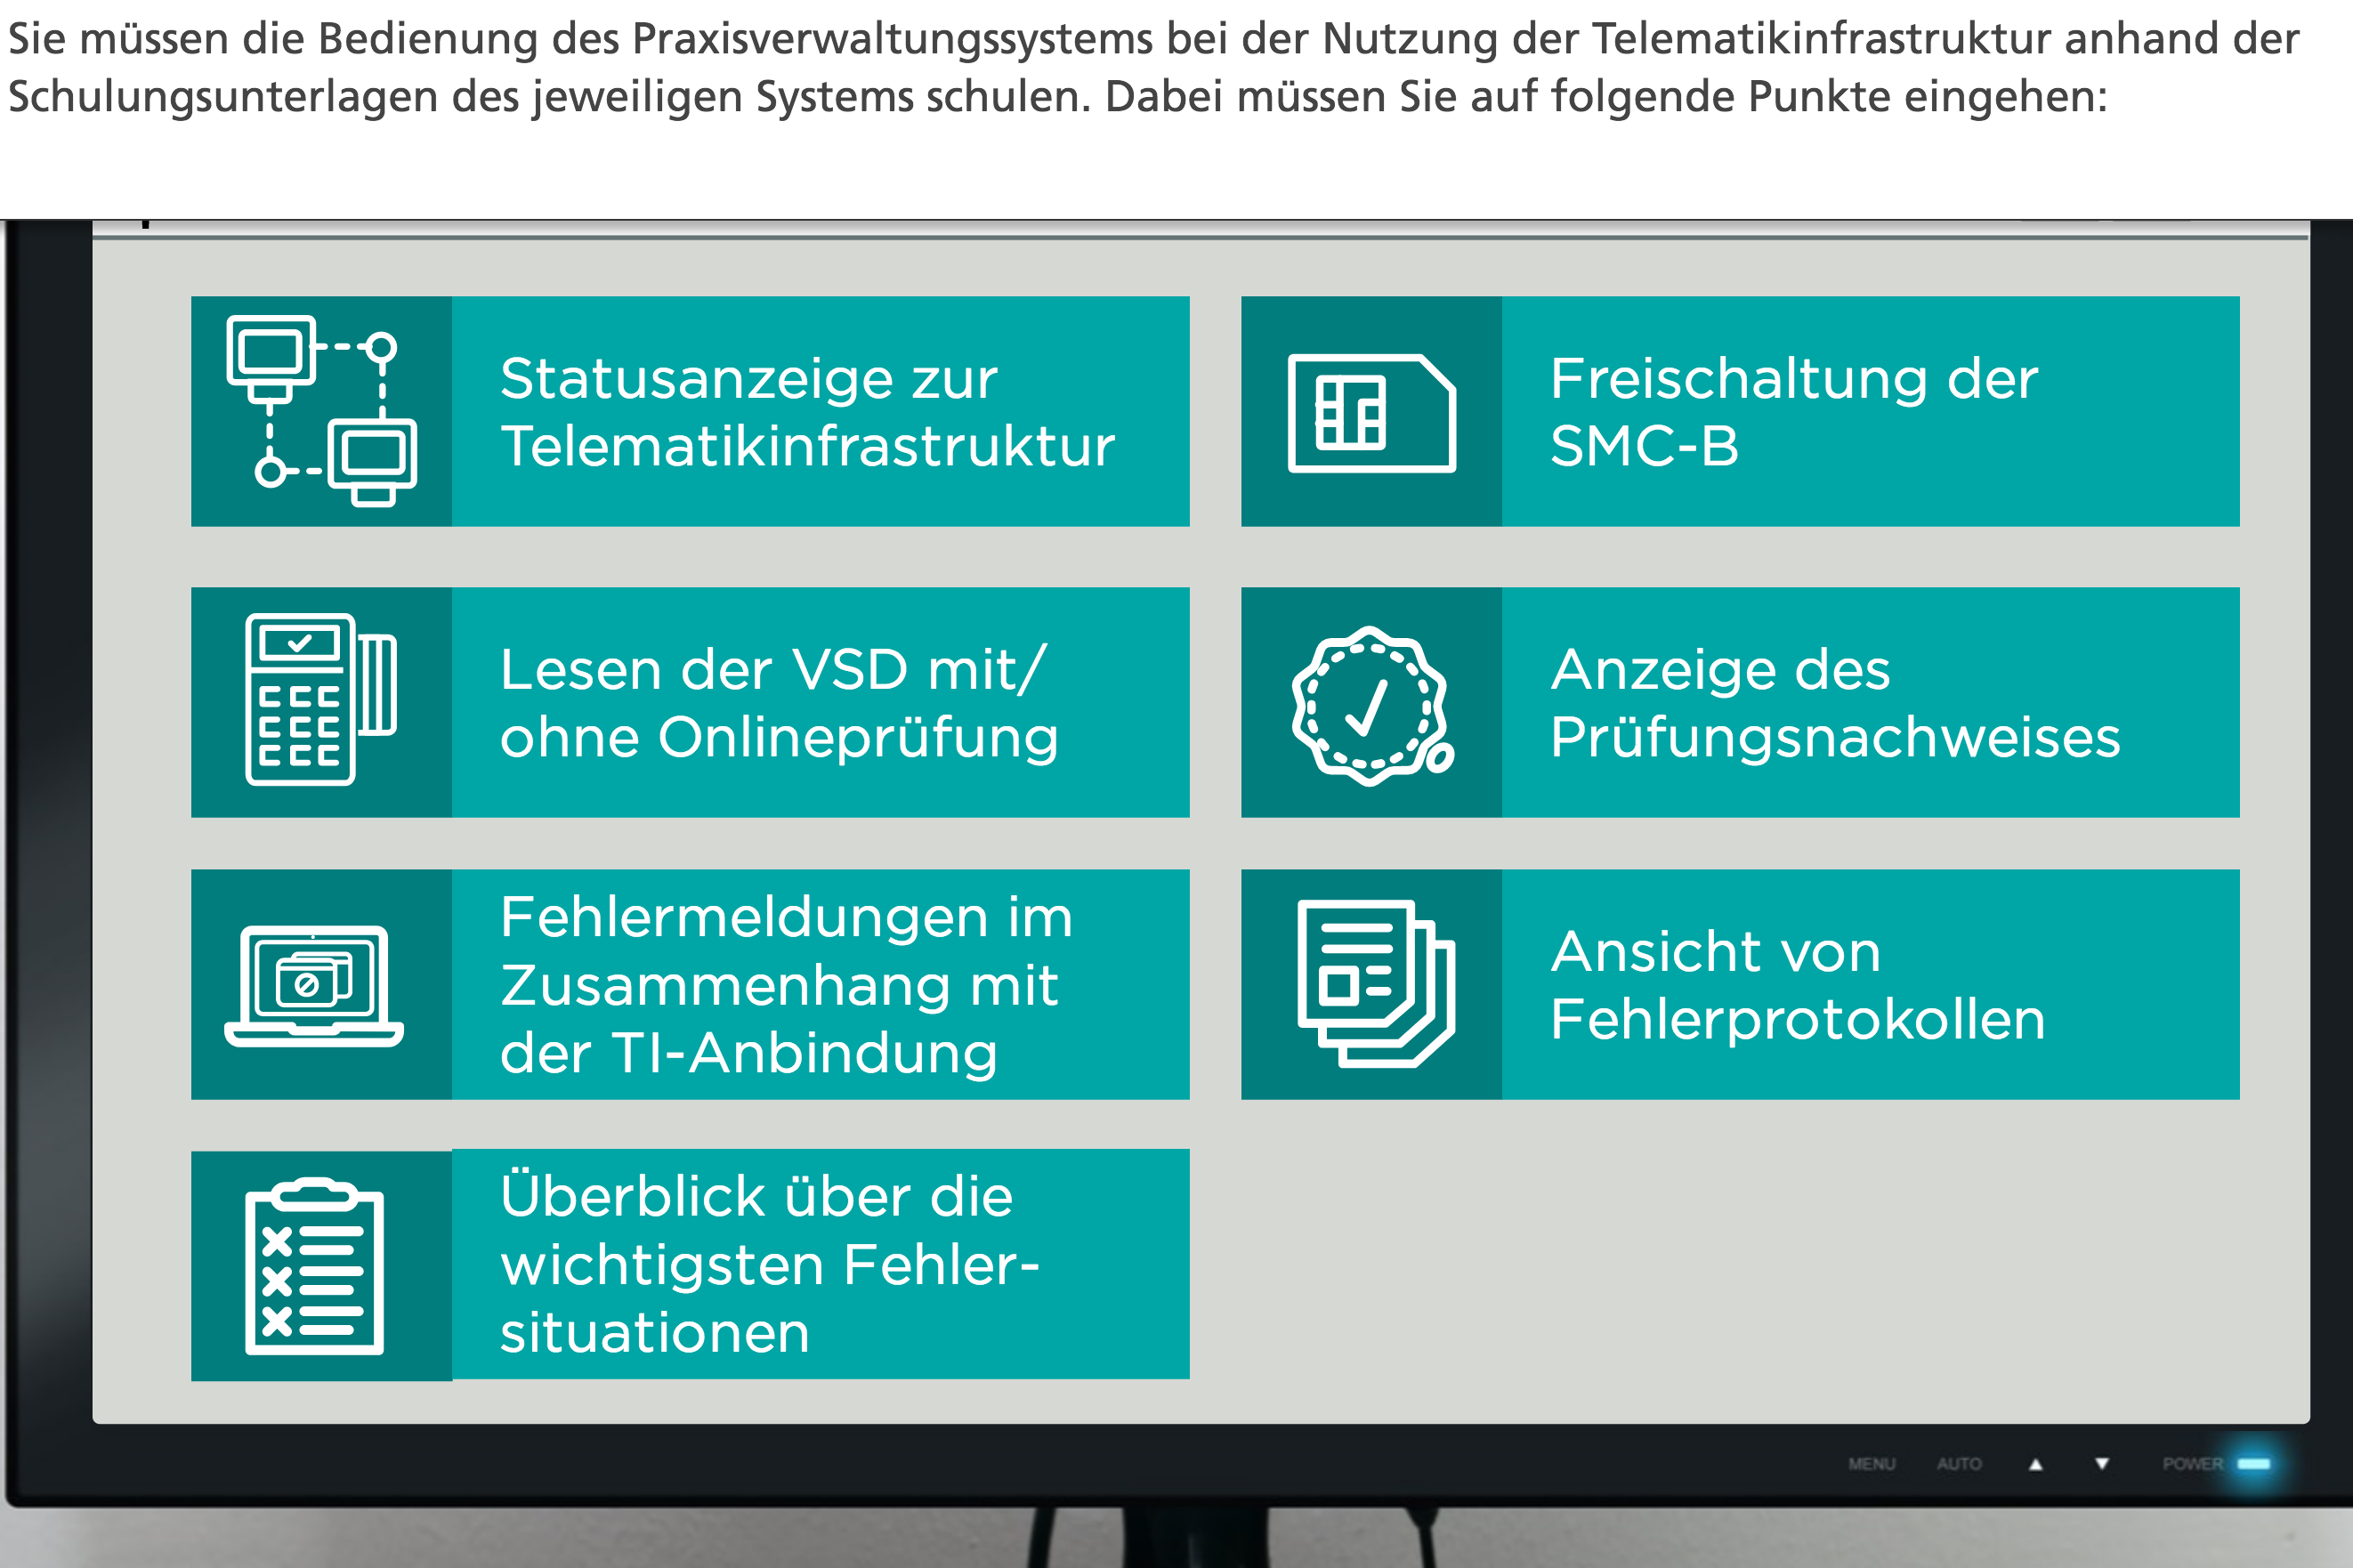 Sie müssen die Bedienung des Praxisverwaltungssystems bei der Nutzung der Telematikinfrastruktur anhand der
Schulungsunterlagen des jeweiligen Systems schulen. Dabei müssen Sie auf folgende Punkte eingehen:
Statusanzeige zur
Telematikinfrastruktur
Freischaltung der
SMC-B
Lesen der VSD mit/
ohne Onlineprüfung
Anzeige des
Prüfungsnachweises
Fehlermeldungen im
Zusammenhang mit
der TI-Anbindung
Ansicht von
Fehlerprotokollen
Überblick über die
wichtigsten Fehler-
situationen
MENU AUTO ▲ ▼ POWER